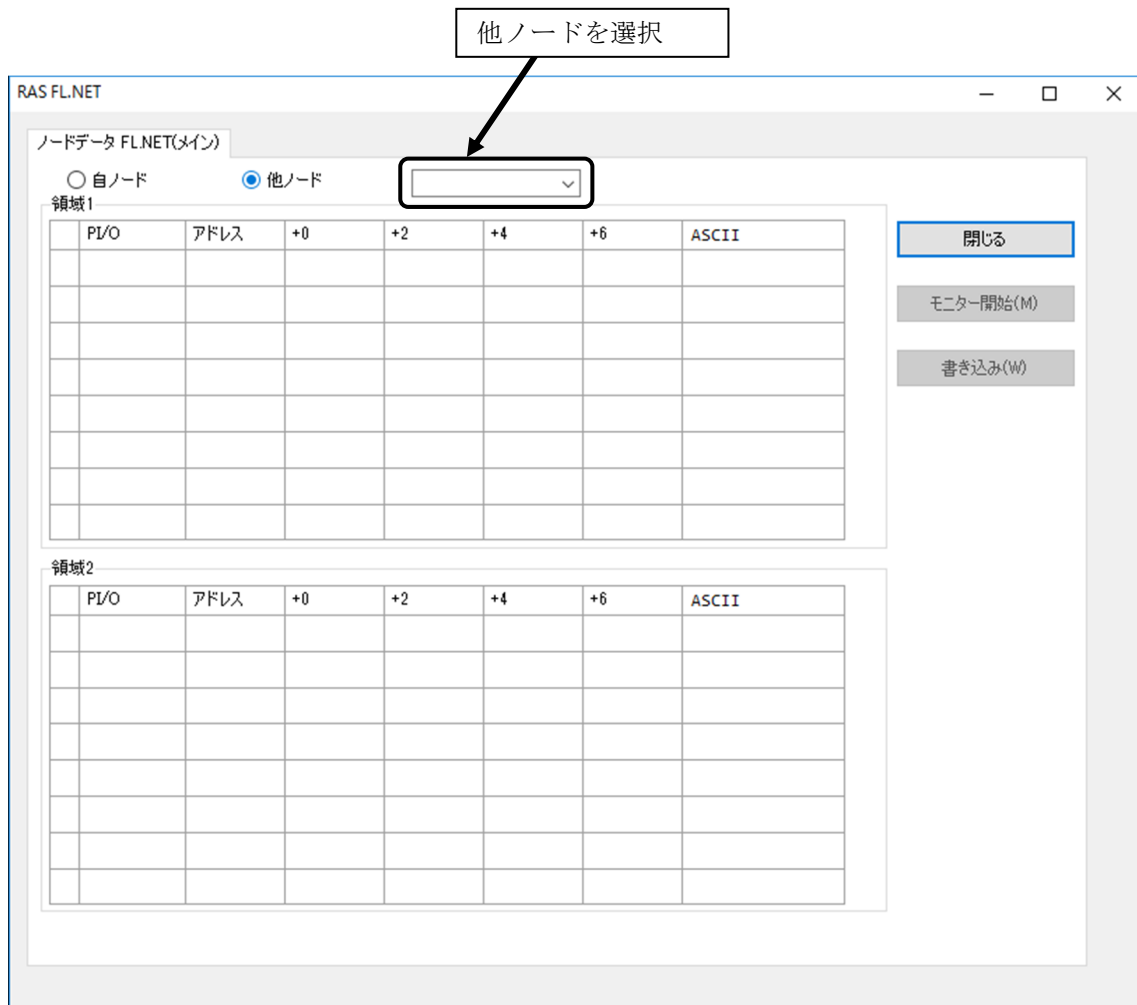 他ノードを選択
RAS FL.NET
ノードデータ FL.NET(メイン)
自ノード 他ノード
領域1
PI/O アドレス +0 +2 +4 +6 ASCII
閉じる
モニター開始(M)
書き込み(W)
領域2
PI/O アドレス +0 +2 +4 +6 ASCII